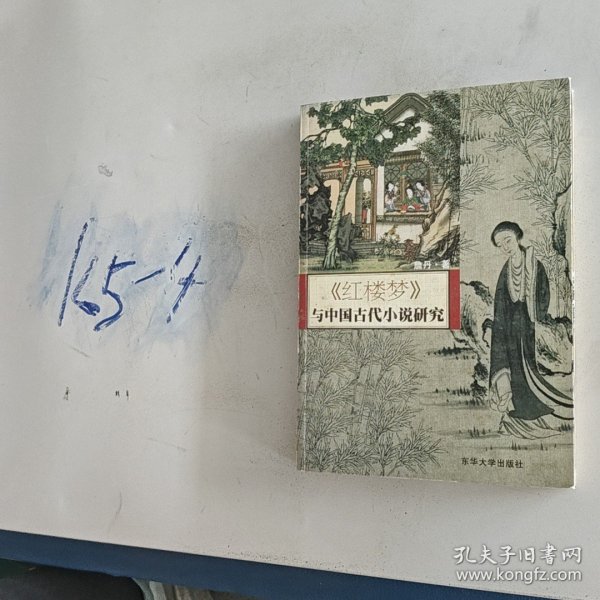 K5-4
《红楼梦》
与中国古代小说研究
东华大学出版社
孔夫子旧书网
www.kongfz.com